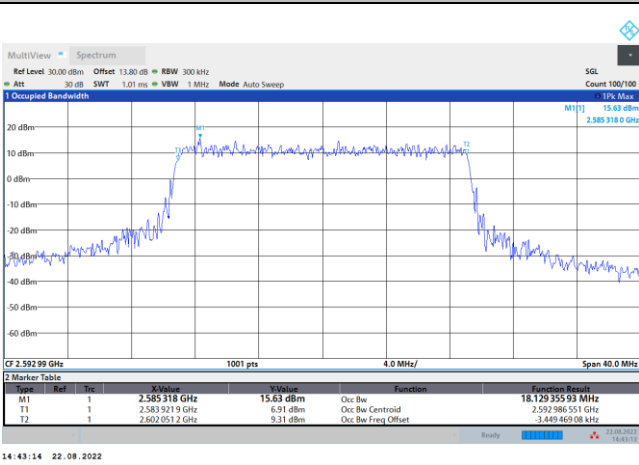 MultiView Spectrum
Ref Level 30.00 dBm Offset 13.80 dB RBW 300 kHz SGL
Att 30 dB SWT 1.01 ms VBW 1 MHz Mode Auto Sweep Count 100/100
1 Occupied Bandwidth 1Pk Max
M1[1] 15.63 dBm
2.585 318 0 GHz
M1
20 dBm
T1
T2
10 dBm
0 dBm
-10 dBm
-20 dBm
-30 dBm
-40 dBm
-50 dBm
-60 dBm
CF 2.592 99 GHz 1001 pts 4.0 MHz/ Span 40.0 MHz
2 Marker Table
Type Ref Trc X-Value Y-Value Function Function Result
M1 1 2.585 318 GHz 15.63 dBm Occ Bw 18.129 355 93 MHz
T1 1 2.583 921 9 GHz 6.91 dBm Occ Bw Centroid 2.592 986 551 GHz
T2 1 2.602 051 2 GHz 9.31 dBm Occ Bw Freq Offset -3.449 469 08 kHz
Ready 22.08.2022
14:43:13
14:43:14 22.08.2022